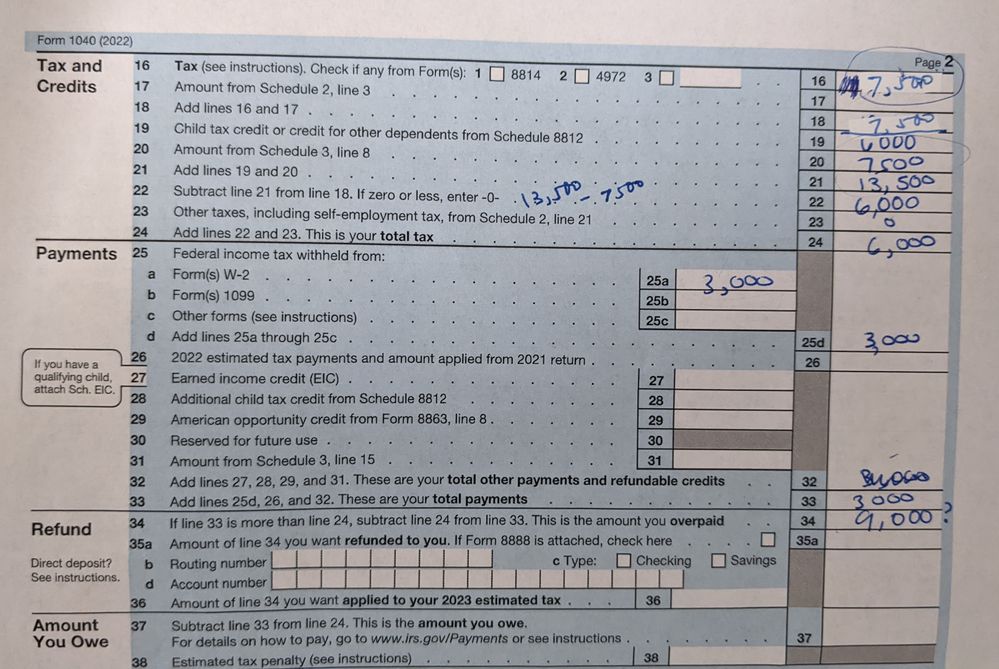 Form 1040 (2022)
Page 2
Tax and Credits
16 Tax (see instructions). Check if any from Form(s): 1 8814 2 4972 3 16 7,500
17 Amount from Schedule 2, line 3 17
18 Add lines 16 and 17 18 7,500
19 Child tax credit or credit for other dependents from Schedule 8812 19 6000
20 Amount from Schedule 3, line 8 20 7500
21 Add lines 19 and 20 21 13,500
22 Subtract line 21 from line 18. If zero or less, enter -0- 13,500 - 7500 22 6,000
23 Other taxes, including self-employment tax, from Schedule 2, line 21 23 0
24 Add lines 22 and 23. This is your total tax 24 6,000
Payments 25 Federal income tax withheld from:
a Form(s) W-2 25a 3,000
b Form(s) 1099 25b
c Other forms (see instructions) 25c
d Add lines 25a through 25c 25d 3,000
If you have a qualifying child, attach Sch. EIC.
26 2022 estimated tax payments and amount applied from 2021 return 26
27 Earned income credit (EIC) 27
28 Additional child tax credit from Schedule 8812 28
29 American opportunity credit from Form 8863, line 8 29
30 Reserved for future use 30
31 Amount from Schedule 3, line 15 31
32 Add lines 27, 28, 29, and 31. These are your total other payments and refundable credits 32
33 Add lines 25d, 26, and 32. These are your total payments 33 3000
Refund 34 If line 33 is more than line 24, subtract line 24 from line 33. This is the amount you overpaid 34 9,000?
35a Amount of line 34 you want refunded to you. If Form 8888 is attached, check here 35a
Direct deposit? See instructions.
b Routing number c Type: Checking Savings
d Account number
36 Amount of line 34 you want applied to your 2023 estimated tax 36
Amount You Owe
37 Subtract line 33 from line 24. This is the amount you owe.
For details on how to pay, go to www.irs.gov/Payments or see instructions 37
38 Estimated tax penalty (see instructions) 38